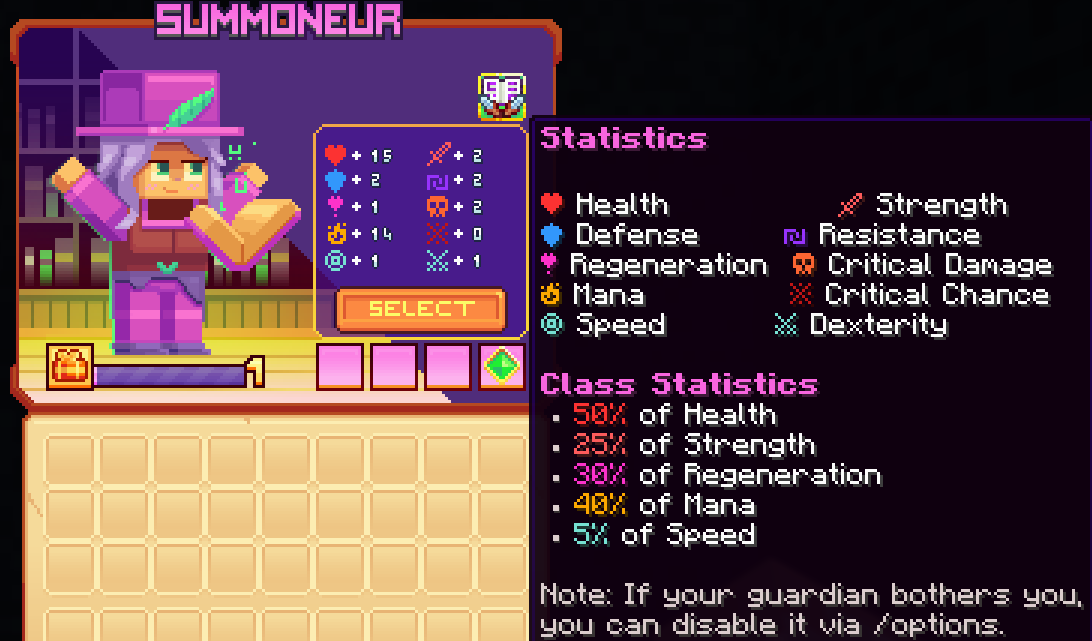 SUMMONEUR
+ 15 + 2
+ 2 + 2
+ 1 + 2
+ 14 + 0
+ 1 + 1
SELECT
1
Statistics
Health Strength
Defense Resistance
Regeneration Critical Damage
Mana Critical Chance
Speed Dexterity
Class Statistics
• 50% of Health
• 25% of Strength
• 30% of Regeneration
• 40% of Mana
• 5% of Speed
Note: If your guardian bothers you,
you can disable it via /options.